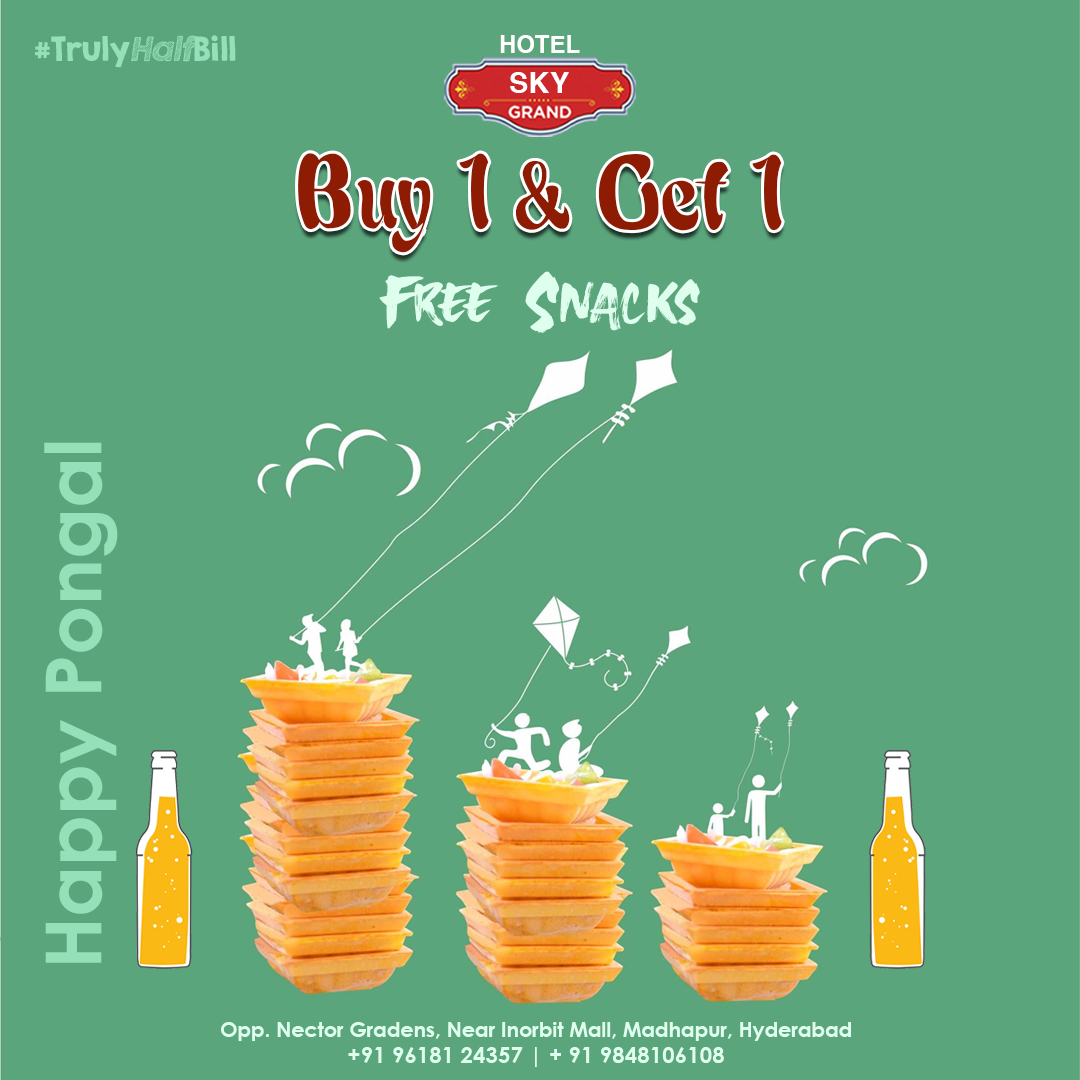 #TrulyHalfBill
HOTEL
SKY
GRAND
Buy 1 & Get 1
Free Snacks
Happy Pongal
Opp. Nector Gradens, Near Inorbit Mall, Madhapur, Hyderabad
+91 96181 24357 | + 91 9848106108